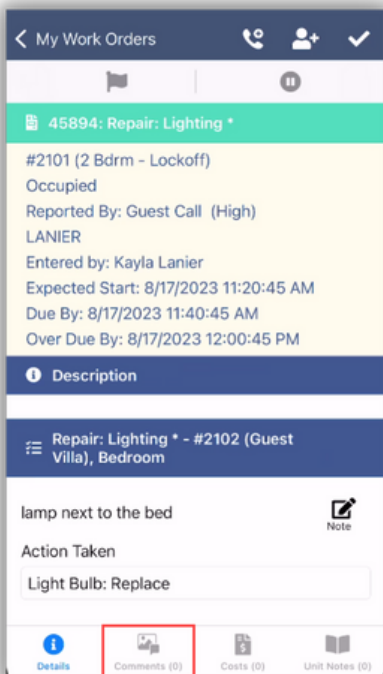 My Work Orders
45894: Repair: Lighting *
#2101 (2 Bdrm - Lockoff)
Occupied
Reported By: Guest Call (High)
LANIER
Entered by: Kayla Lanier
Expected Start: 8/17/2023 11:20:45 AM
Due By: 8/17/2023 11:40:45 AM
Over Due By: 8/17/2023 12:00:45 PM
Description
Repair: Lighting * - #2102 (Guest
Villa), Bedroom
lamp next to the bed
Note
Action Taken
Light Bulb: Replace
Details Comments (0) Costs (0) Unit Notes (0)